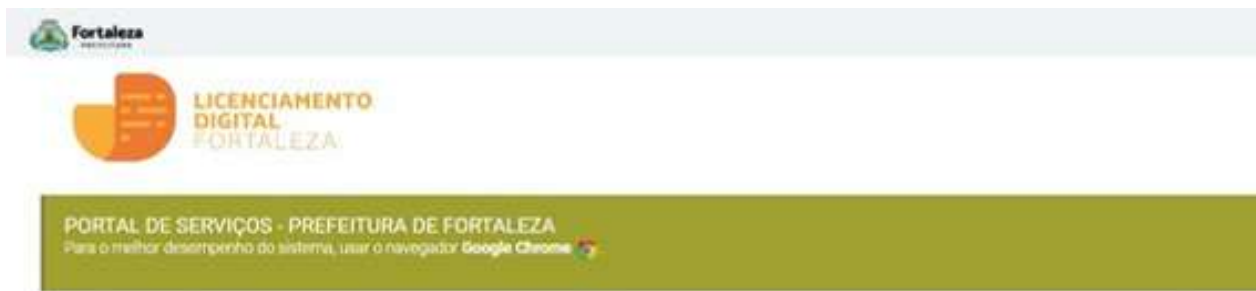 Fortaleza
PREFEITURA
LICENCIAMENTO
DIGITAL
FORTALEZA
PORTAL DE SERVIÇOS - PREFEITURA DE FORTALEZA
Para o melhor desempenho do sistema, usar o navegador Google Chrome